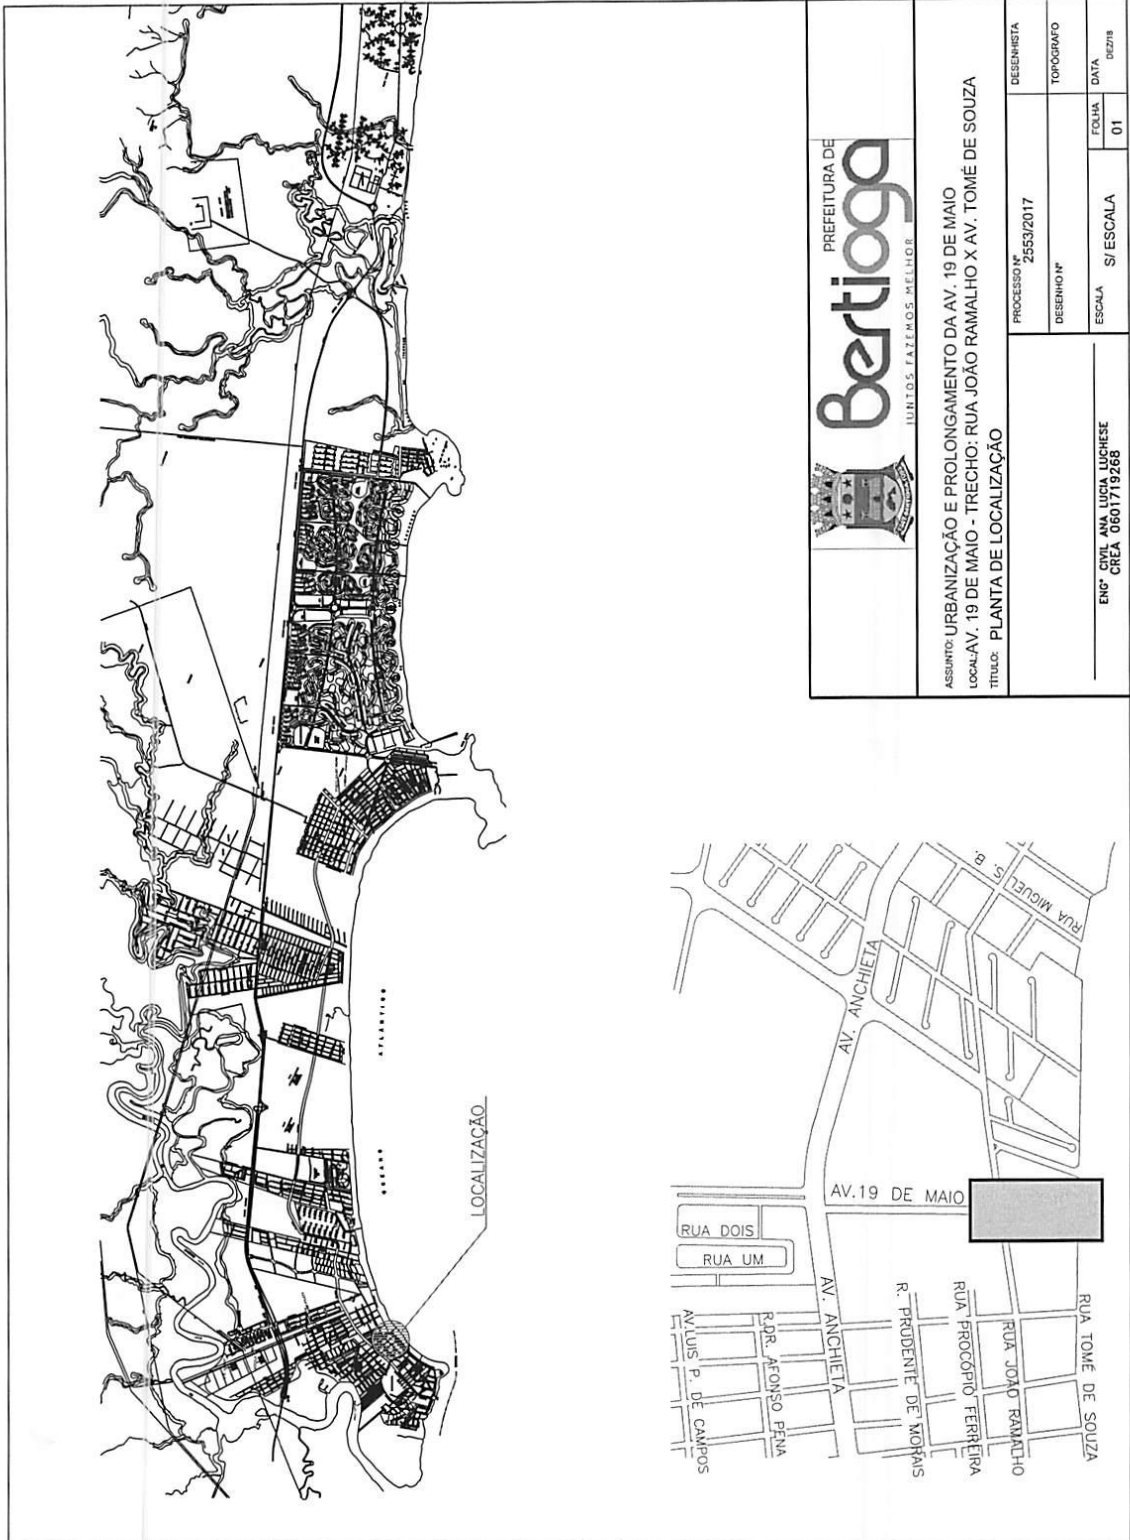 PREFEITURA DE
Bertioga
JUNTOS FAZEMOS MELHOR
ASSUNTO: URBANIZAÇÃO E PROLONGAMENTO DA AV. 19 DE MAIO
LOCAL: AV. 19 DE MAIO - TRECHO: RUA JOÃO RAMALHO X AV. TOMÉ DE SOUZA
TÍTULO: PLANTA DE LOCALIZAÇÃO
PROCESSO Nº
2553/2017
DESENHISTA
DESENHO Nº
TOPÓGRAFO
ESCALA
S/ ESCALA
FOLHA
01
DATA
DEZ/18
ENGª CIVIL ANA LUCIA LUCHESE
CREA 0601719268
OCEANO
ATLÂNTICO
LOCALIZAÇÃO
RUA MIGUEL S. B.
AV. ANCHIETA
AV.19 DE MAIO
RUA DOIS
RUA UM
AV. ANCHIETA
AV.LUIS P. DE CAMPOS
R.DR. AFONSO PENA
R. PRUDENTE DE MORAIS
RUA PROCÓPIO FERREIRA
RUA JOÃO RAMALHO
RUA TOMÉ DE SOUZA